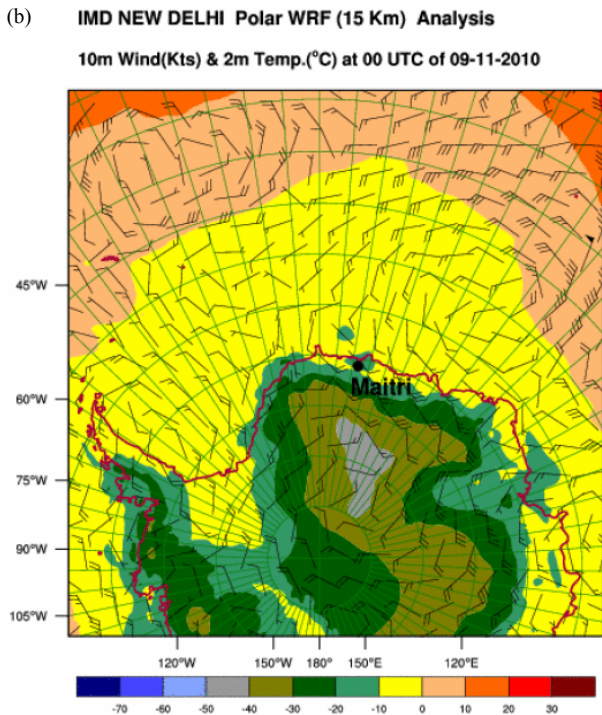 (b)
IMD NEW DELHI Polar WRF (15 Km) Analysis
10m Wind(Kts) & 2m Temp.(°C) at 00 UTC of 09-11-2010
45°W
Maitri
60°W
75°W
90°W
105°W
120°W 150°W 180° 150°E 120°E
-70 -60 -50 -40 -30 -20 -10 0 10 20 30